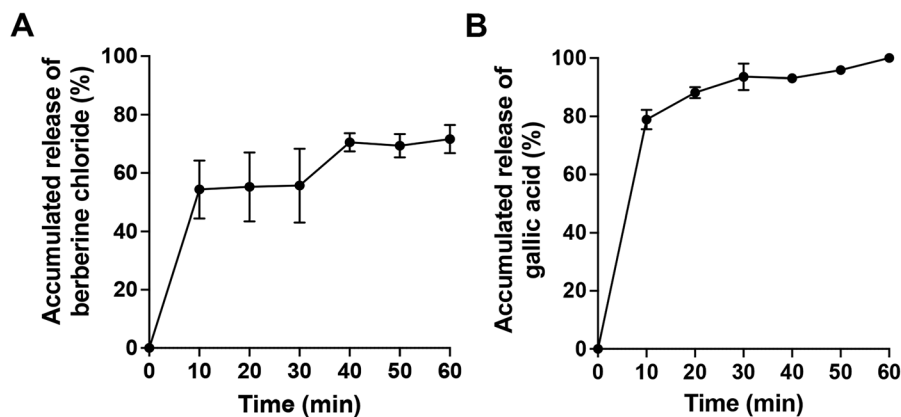 A
Accumulated release of
berberine chloride (%)
100
80
60
40
20
0
0 10 20 30 40 50 60
Time (min)
B
Accumulated release of
gallic acid (%)
100
80
60
40
20
0
0 10 20 30 40 50 60
Time (min)